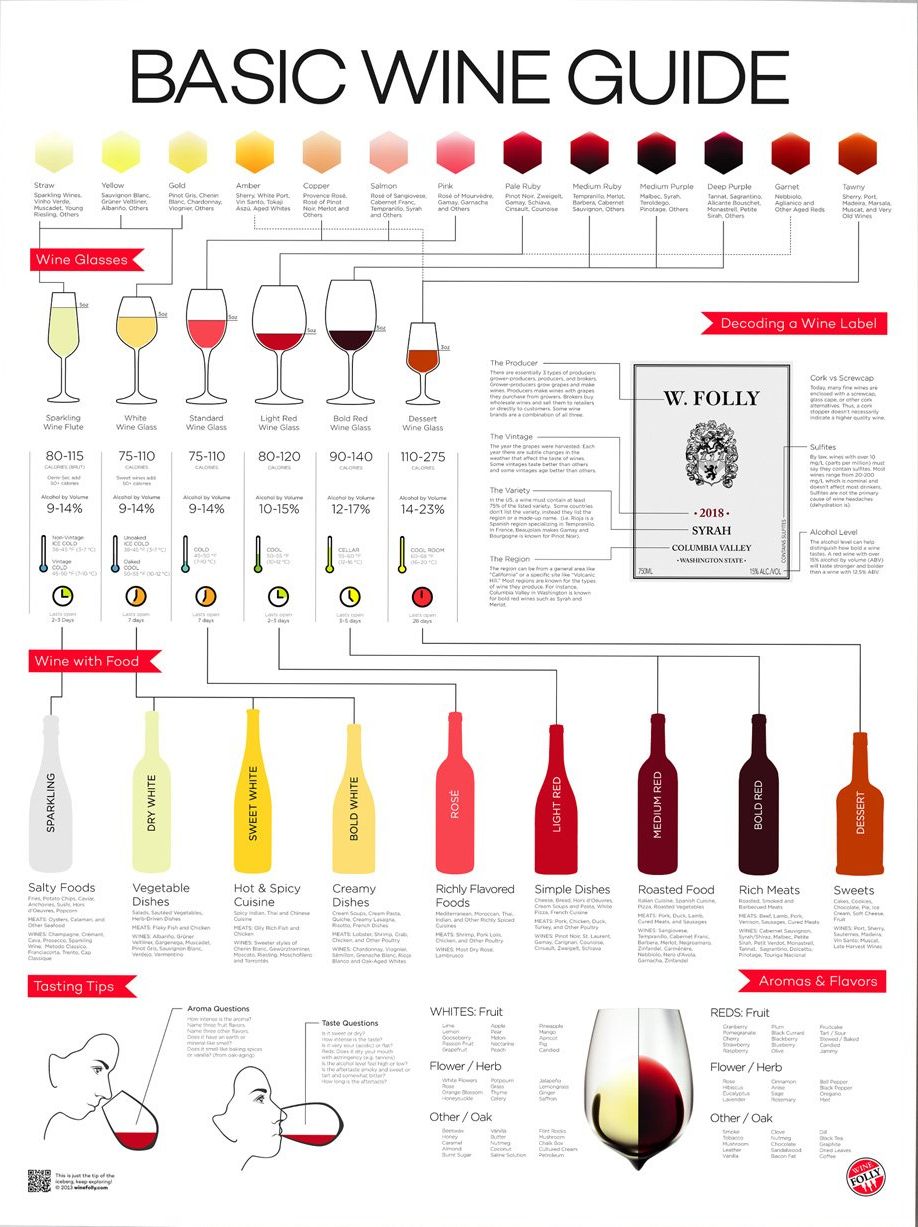 BASIC WINE GUIDE
Straw
Sparkling Wines,
Vinho Verde,
Muscadet, Young
Riesling, Others
Yellow
Sauvignon Blanc,
Grüner Veltliner,
Albariño, Others
Gold
Pinot Gris, Chenin
Blanc, Chardonnay,
Viognier, Others
Amber
Sherry, White Port,
Vin Santo, Tokaji
Aszú, Aged Whites
Copper
Provence Rosé,
Rosé of Pinot
Noir, Merlot and
Others
Salmon
Rosé of Sangiovese,
Cabernet Franc,
Tempranillo, Syrah
and Others
Pink
Rosé of Mourvèdre,
Gamay, Garnacha
and Others
Pale Ruby
Pinot Noir, Zweigelt,
Gamay, Schiava,
Cinsault, Counoise
Medium Ruby
Tempranillo, Merlot,
Barbera, Cabernet
Sauvignon, Others
Medium Purple
Malbec, Syrah,
Teroldego,
Pinotage, Others
Deep Purple
Tannat, Sagrantino,
Alicante Bouschet,
Monastrell, Petite
Sirah, Others
Garnet
Nebbiolo,
Aglianico and
Other Aged Reds
Tawny
Sherry, Port,
Madeira, Marsala,
Muscat, and Very
Old Wines
Wine Glasses
5oz
5oz
5oz
5oz
5oz
3oz
Sparkling
Wine Flute
White
Wine Glass
Standard
Wine Glass
Light Red
Wine Glass
Bold Red
Wine Glass
Dessert
Wine Glass
80-115
CALORIES (BRUT)
Demi-Sec add
50+ calories
75-110
CALORIES
Sweet wines add
50+ calories
75-110
CALORIES
80-120
CALORIES
90-140
CALORIES
110-275
CALORIES
Alcohol by Volume
9-14%
Alcohol by Volume
9-14%
Alcohol by Volume
9-14%
Alcohol by Volume
10-15%
Alcohol by Volume
12-17%
Alcohol by Volume
14-23%
Non-Vintage
ICE COLD
38-45 °F (3-7 °C)
Vintage
COLD
45-50 °F (7-10 °C)
Unoaked
ICE COLD
38-45 °F (3-7 °C)
Oaked
COOL
50-55 °F (10-12 °C)
COLD
45-50 °F
(7-10 °C)
COOL
50-55 °F
(10-12 °C)
CELLAR
55-60 °F
(12-16 °C)
COOL ROOM
60-68 °F
(16-20 °C)
Lasts open
2-3 Days
Lasts open
7 days
Lasts open
7 days
Lasts open
2-3 days
Lasts open
3-5 days
Lasts open
28 days
Decoding a Wine Label
The Producer
There are essentially 3 types of producers:
grower-producers, producers, and brokers.
Grower-producers grow grapes and make
wines. Producers make wines with grapes
they purchase from growers. Brokers buy
wholesale wines and sell them to retailers
or directly to customers. Some wine
brands are a combination of all three.
The Vintage
The year the grapes were harvested. Each
year there are subtle changes in the
weather that affect the taste of wines.
Some vintages taste better than others
and some vintages age better than others.
The Variety
In the US, a wine must contain at least
75% of the listed variety. Some countries
don't list the variety, instead they list the
region or a made-up name. (i.e. Rioja is a
Spanish region specializing in Tempranillo.
In France, Beaujolais makes Gamay and
Bourgogne is known for Pinot Noir).
The Region
The region can be from a general area like
"California" or a specific site like "Volcanic
Hill". Most regions are known for the types
of wine they produce. For instance,
Columbia Valley in Washington is known
for bold red wines such as Syrah and
Merlot.
W. FOLLY
• 2018 •
SYRAH
COLUMBIA VALLEY
• WASHINGTON STATE •
CONTAINS SULFITES
750ML
15% ALC./VOL
Cork vs Screwcap
Today, many fine wines are
enclosed with a screwcap,
glass cape, or other cork
alternatives. Thus, a cork
stopper doesn't necessarily
indicate a higher quality wine.
Sulfites
By law, wines with over 10
mg/L (parts per million) must
say they contain sulfites. Most
wines range from 20-200
mg/L which is nominal and
doesn't affect most drinkers.
Sulfites are not the primary
cause of wine headaches
(dehydration is!)
Alcohol Level
The alcohol level can help
distinguish how bold a wine
tastes. A red wine with over
15% alcohol by volume (ABV)
will taste stronger and bolder
than a wine with 12.5% ABV.
Wine with Food
SPARKLING
DRY WHITE
SWEET WHITE
BOLD WHITE
ROSÉ
LIGHT RED
MEDIUM RED
BOLD RED
DESSERT
Salty Foods
Fries, Potato Chips, Caviar,
Anchovies, Sushi, Hors
d'Oeuvres, Popcorn
MEATS: Oysters, Calamari, and
Other Seafood
WINES: Champagne, Crémant,
Cava, Prosecco, Sparkling
Wine, Metodo Classico,
Franciacorta, Trento, Cap
Classique
Vegetable
Dishes
Salads, Sautéed Vegetables,
Herb-Driven Dishes
MEATS: Flaky Fish and Chicken
WINES: Albariño, Grüner
Veltliner, Garganega, Muscadet,
Pinot Gris, Sauvignon Blanc,
Verdejo, Vermentino
Hot & Spicy
Cuisine
Spicy Indian, Thai and Chinese
Cuisine
MEATS: Oily Rich Fish and
Chicken
WINES: Sweeter styles of
Chenin Blanc, Gewürztraminer,
Moscato, Riesling, Moschofilero
and Torrontés
Creamy
Dishes
Cream Soups, Cream Pasta,
Quiche, Creamy Lasagna,
Risotto, French Dishes
MEATS: Lobster, Shrimp, Crab,
Chicken, and Other Poultry
WINES: Chardonnay, Viognier,
Sémillon, Grenache Blanc, Rioja
Blanco and Oak-Aged Whites
Richly Flavored
Foods
Mediterranean, Moroccan, Thai,
Indian, and Other Richly Spiced
Cuisines
MEATS: Shrimp, Pork Loin,
Chicken, and Other Poultry
WINES: Most Dry Rosé,
Lambrusco
Simple Dishes
Cheese, Bread, Hors d'Oeuvres,
Cream Soups and Pasta, White
Pizza, French Cuisine
MEATS: Pork, Chicken, Duck,
Turkey, and Other Poultry
WINES: Pinot Noir, St. Laurent,
Gamay, Carignan, Counoise,
Cinsault, Zweigelt, Schiava
Roasted Food
Italian Cuisine, Spanish Cuisine,
Pizza, Roasted Vegetables
MEATS: Pork, Duck, Lamb,
Cured Meats, and Sausages
WINES: Sangiovese,
Tempranillo, Cabernet Franc,
Barbera, Merlot, Negroamaro,
Zinfandel, Carménère,
Nebbiolo, Nero d'Avola,
Garnacha, Zinfandel
Rich Meats
Roasted, Smoked and
Barbecued Meats
MEATS: Beef, Lamb, Pork,
Venison, Sausages, Cured Meats
WINES: Cabernet Sauvignon,
Syrah/Shiraz, Malbec, Petite
Sirah, Petit Verdot, Monastrell,
Tannat, Sagrantino, Dolcetto,
Pinotage, Touriga Nacional
Sweets
Cakes, Cookies,
Chocolate, Pie, Ice
Cream, Soft Cheese,
Fruit
WINES: Port, Sherry,
Sauternes, Madeira,
Vin Santo, Muscat,
Late Harvest Wines
Tasting Tips
Aroma Questions
How intense is the aroma?
Name three fruit flavors.
Name three other flavors.
Does it have an earth or
mineral like smell?
Does it smell like baking spices
or vanilla? (from oak-aging)
Taste Questions
Is it sweet or dry?
How intense is the taste?
Is it very sour (acidic) or flat?
Reds: Does it dry your mouth
with astringency (e.g. tannins)
Is the alcohol level feel high or low?
Is the aftertaste smoky and sweet or
tart and somewhat bitter?
How long is the aftertaste?
This is just the tip of the
iceberg, keep exploring!
© 2013 winefolly.com
Aromas & Flavors
WHITES: Fruit
Lime
Lemon
Gooseberry
Passion Fruit
Grapefruit
Apple
Pear
Melon
Nectarine
Peach
Pineapple
Mango
Apricot
Fig
Candied
Flower / Herb
White Flowers
Rose
Orange Blossom
Honeysuckle
Potpourri
Grass
Thyme
Celery
Jalapeño
Lemongrass
Ginger
Saffron
Other / Oak
Beeswax
Honey
Caramel
Almond
Burnt Sugar
Vanilla
Butter
Nutmeg
Coconut
Saline Solution
Flint Rocks
Mushroom
Chalk Box
Cultured Cream
Petroleum
REDS: Fruit
Cranberry
Pomegranate
Cherry
Strawberry
Raspberry
Plum
Black Currant
Blackberry
Blueberry
Olive
Fruitcake
Tart / Sour
Stewed / Baked
Candied
Jammy
Flower / Herb
Rose
Hibiscus
Eucalyptus
Lavender
Cinnamon
Anise
Sage
Rosemary
Bell Pepper
Black Pepper
Oregano
Mint
Other / Oak
Smoke
Tobacco
Mushroom
Leather
Vanilla
Clove
Nutmeg
Chocolate
Sandalwood
Bacon Fat
Dill
Black Tea
Graphite
Dried Leaves
Coffee
WINE
FOLLY